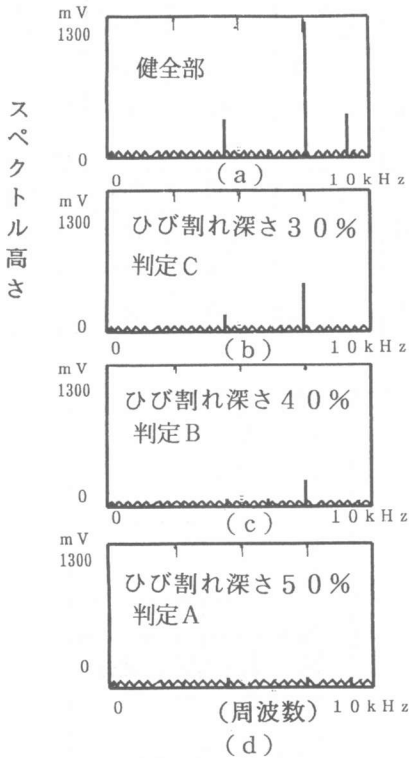 スペクトル高さ
mV
1300
健全部
0
0 10kHz
(a)
mV
1300
ひび割れ深さ30%
判定C
0
0 10kHz
(b)
mV
1300
ひび割れ深さ40%
判定B
0
0 10kHz
(c)
mV
1300
ひび割れ深さ50%
判定A
0
0 (周波数) 10kHz
(d)